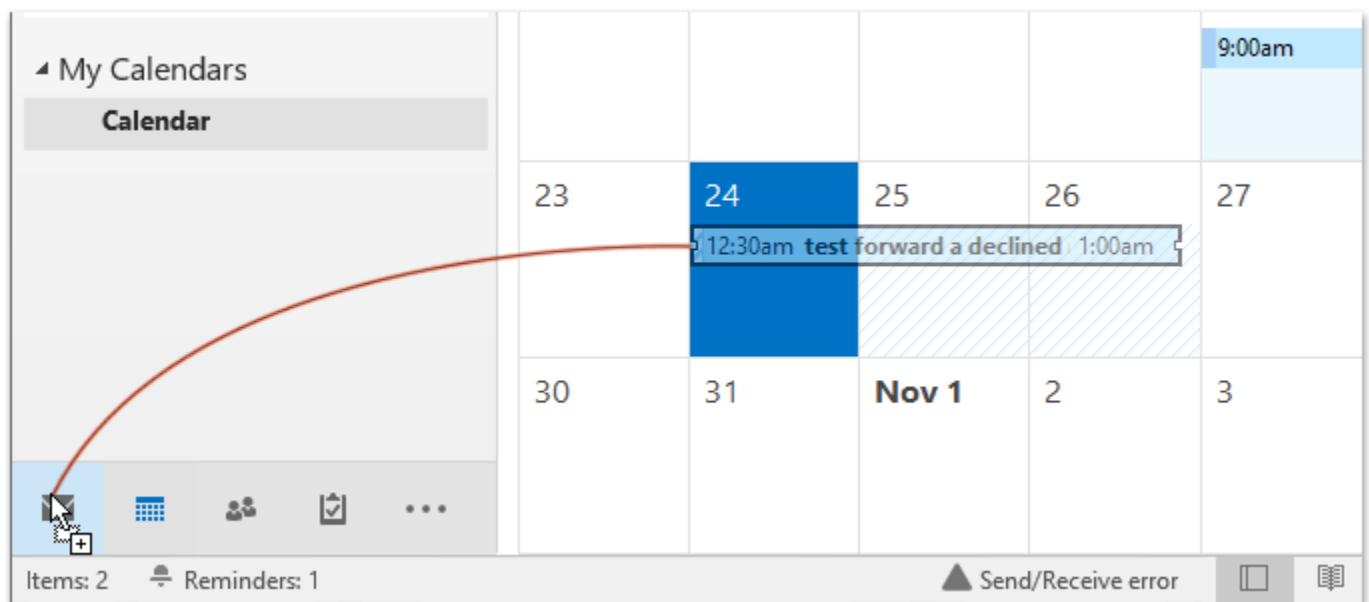 My Calendars
Calendar
9:00am
23 24 25 26 27
12:30am test forward a declined 1:00am
30 31 Nov 1 2 3
Items: 2 Reminders: 1 Send/Receive error